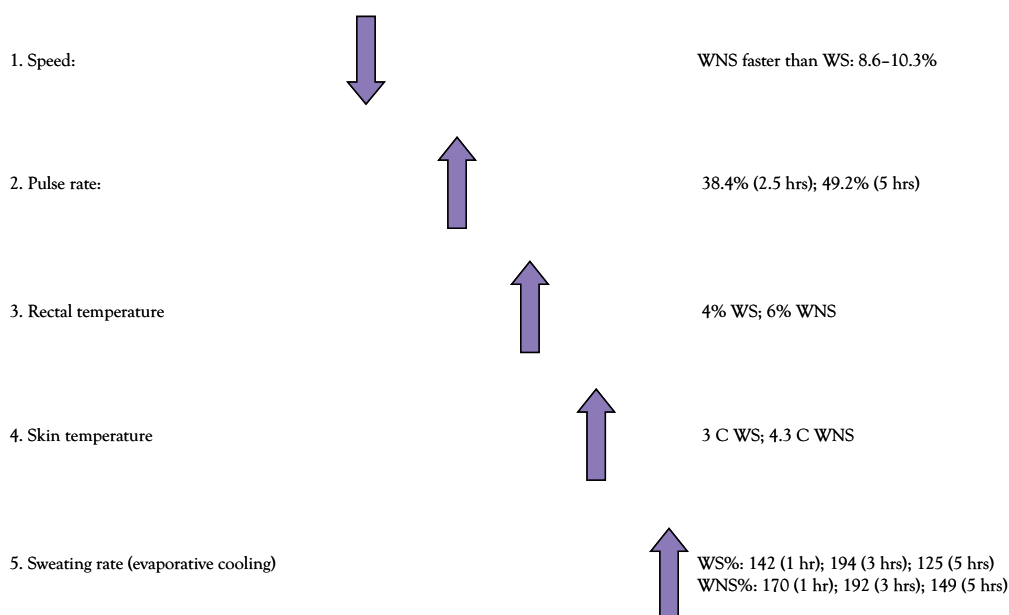 1. Speed:
WNS faster than WS: 8.6–10.3%
2. Pulse rate:
38.4% (2.5 hrs); 49.2% (5 hrs)
3. Rectal temperature
4% WS; 6% WNS
4. Skin temperature
3 C WS; 4.3 C WNS
5. Sweating rate (evaporative cooling)
WS%: 142 (1 hr); 194 (3 hrs); 125 (5 hrs)
WNS%: 170 (1 hr); 192 (3 hrs); 149 (5 hrs)